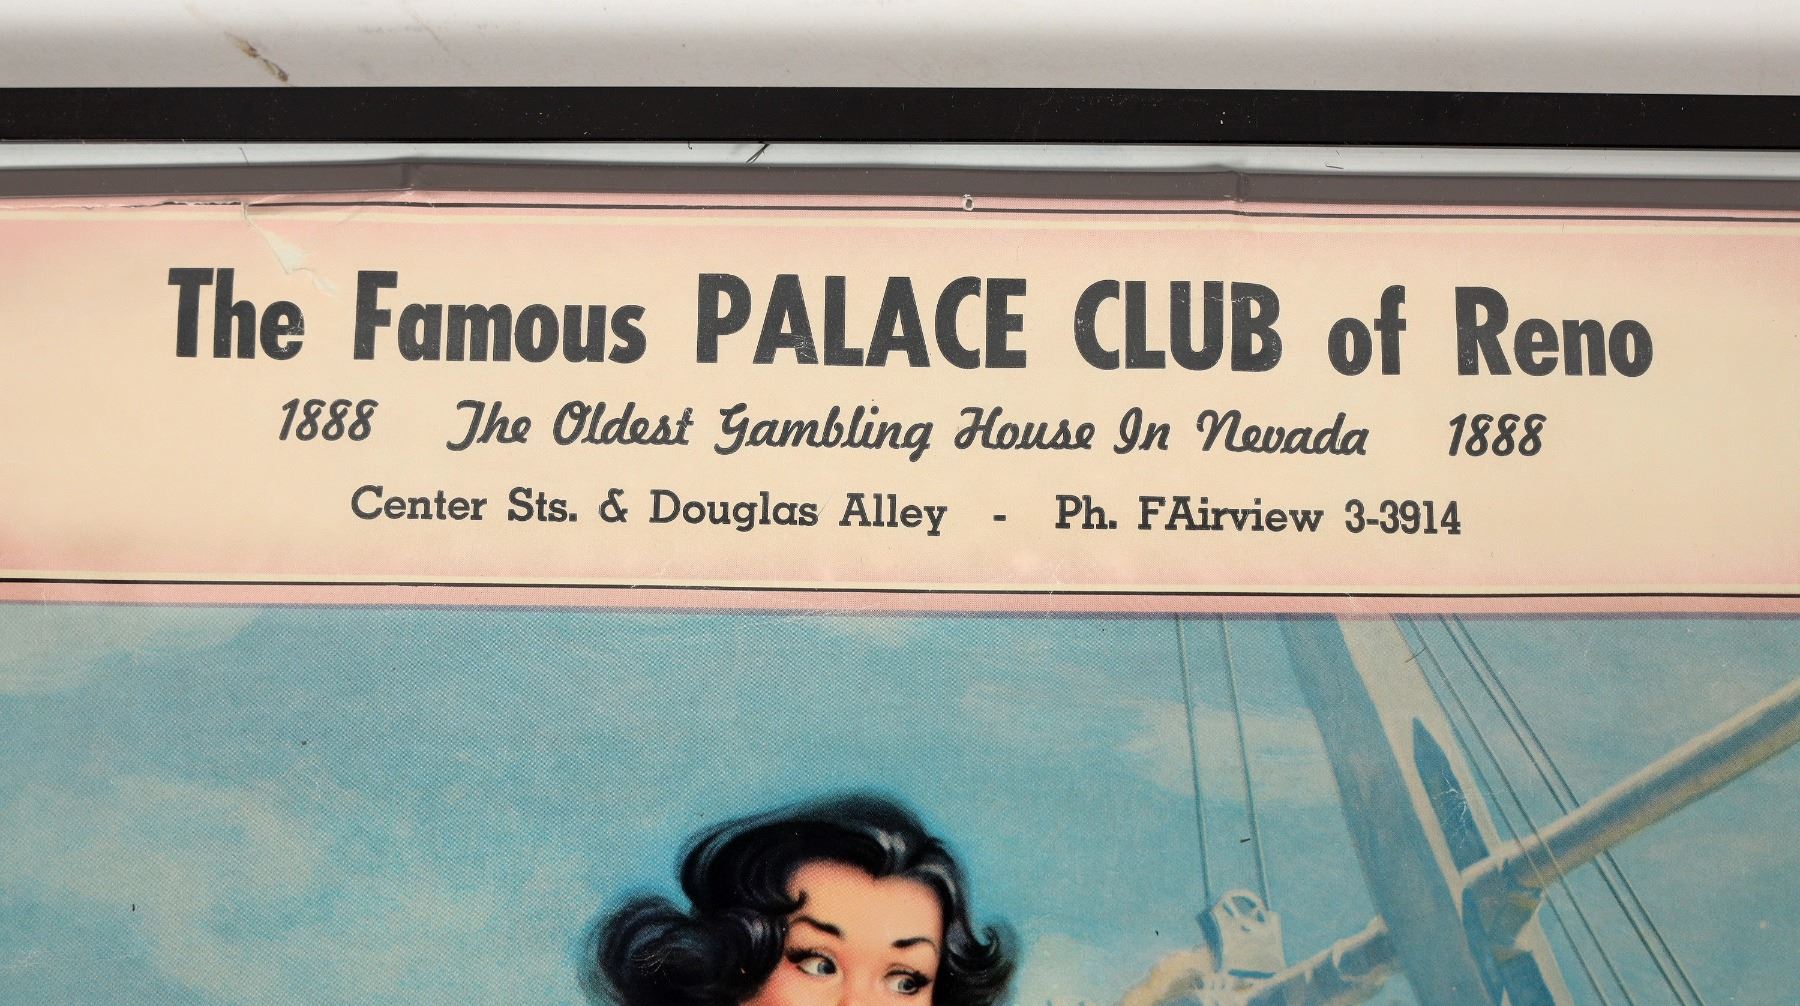 The Famous PALACE CLUB of Reno
1888 The Oldest Gambling House In Nevada 1888
Center Sts. & Douglas Alley - Ph. FAirview 3-3914